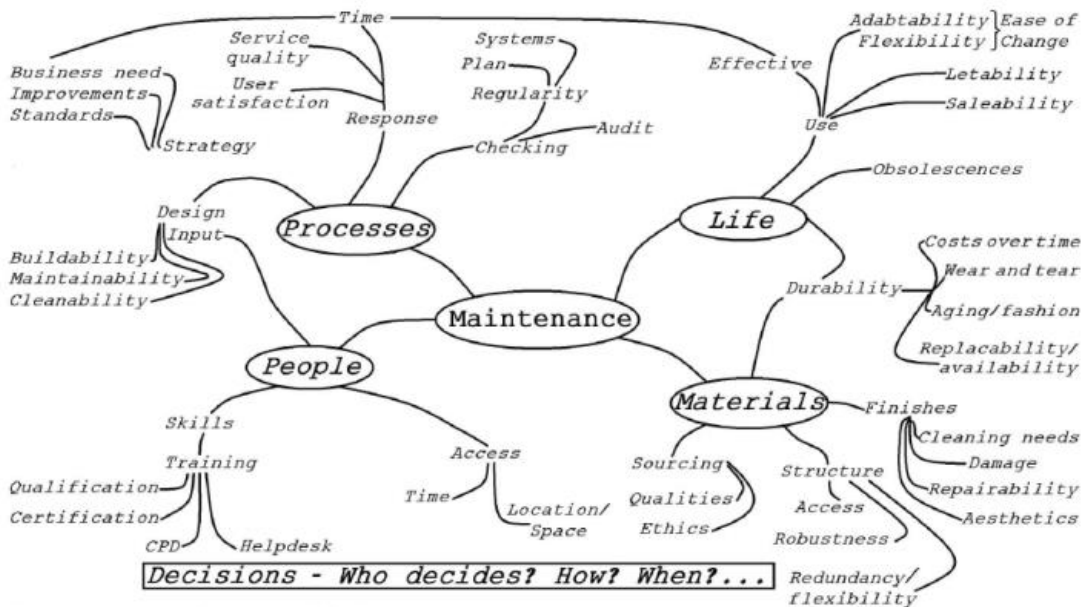 Time
Service
quality
User
satisfaction
Response
Systems
Plan
Regularity
Checking
Audit
Effective
Adabtability
Flexibility
Ease of
Change
Letability
Saleability
Use
Obsolescences
Business need
Improvements
Standards
Strategy
Design
Input
Buildability
Maintainability
Cleanability
Processes
Life
Costs over time
Wear and tear
Durability
Aging/fashion
Replacability/
availability
Maintenance
People
Materials
Skills
Training
Qualification
Certification
CPD
Helpdesk
Access
Time
Location/
Space
Sourcing
Qualities
Ethics
Structure
Access
Robustness
Redundancy/
flexibility
Finishes
Cleaning needs
Damage
Repairability
Aesthetics
Decisions - Who decides? How? When?...